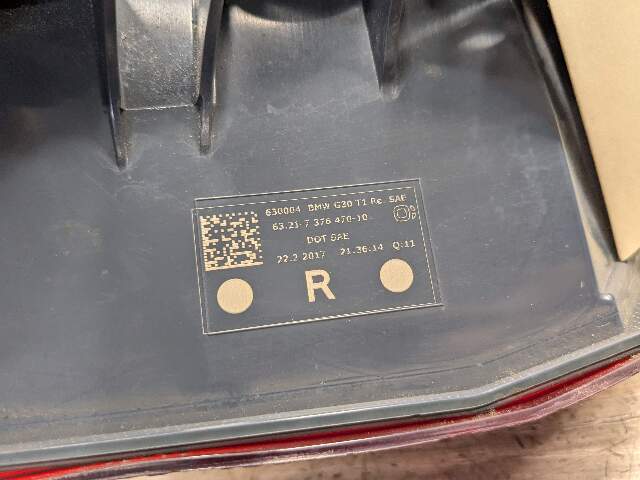 630004 BMW G30 T1 Re. SAE
63.21-7 376 470-10
DOT SAE
22.2 2017 21:36:14 Q:11
R